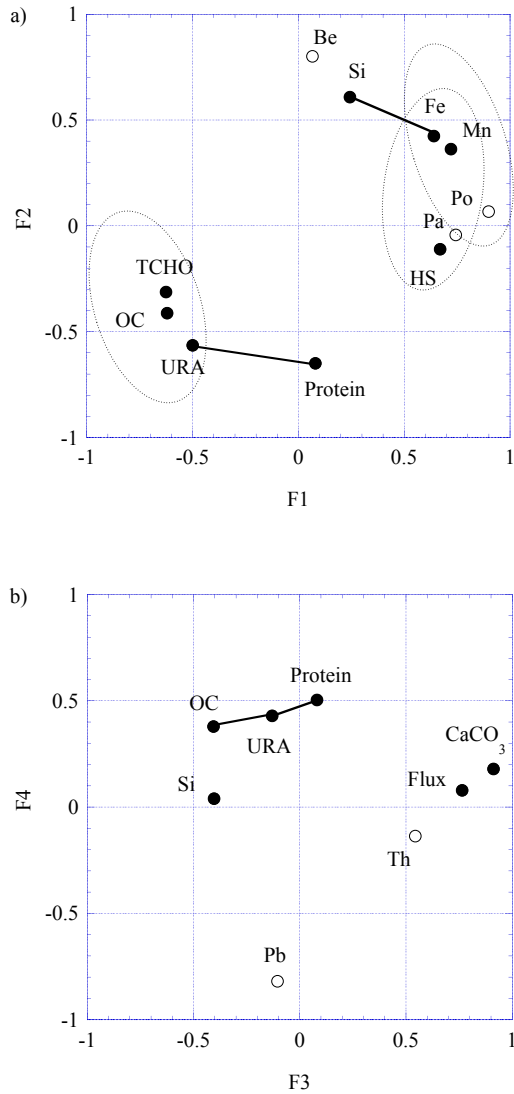 a)
1
Be
Si
0.5
Fe
Mn
Po
F2
0
Pa
TCHO
HS
OC
-0.5
URA
Protein
-1
-1
-0.5
0
0.5
1
F1
b)
1
Protein
0.5
OC
URA
CaCO3
Si
Flux
F4
0
Th
-0.5
Pb
-1
-1
-0.5
0
0.5
1
F3